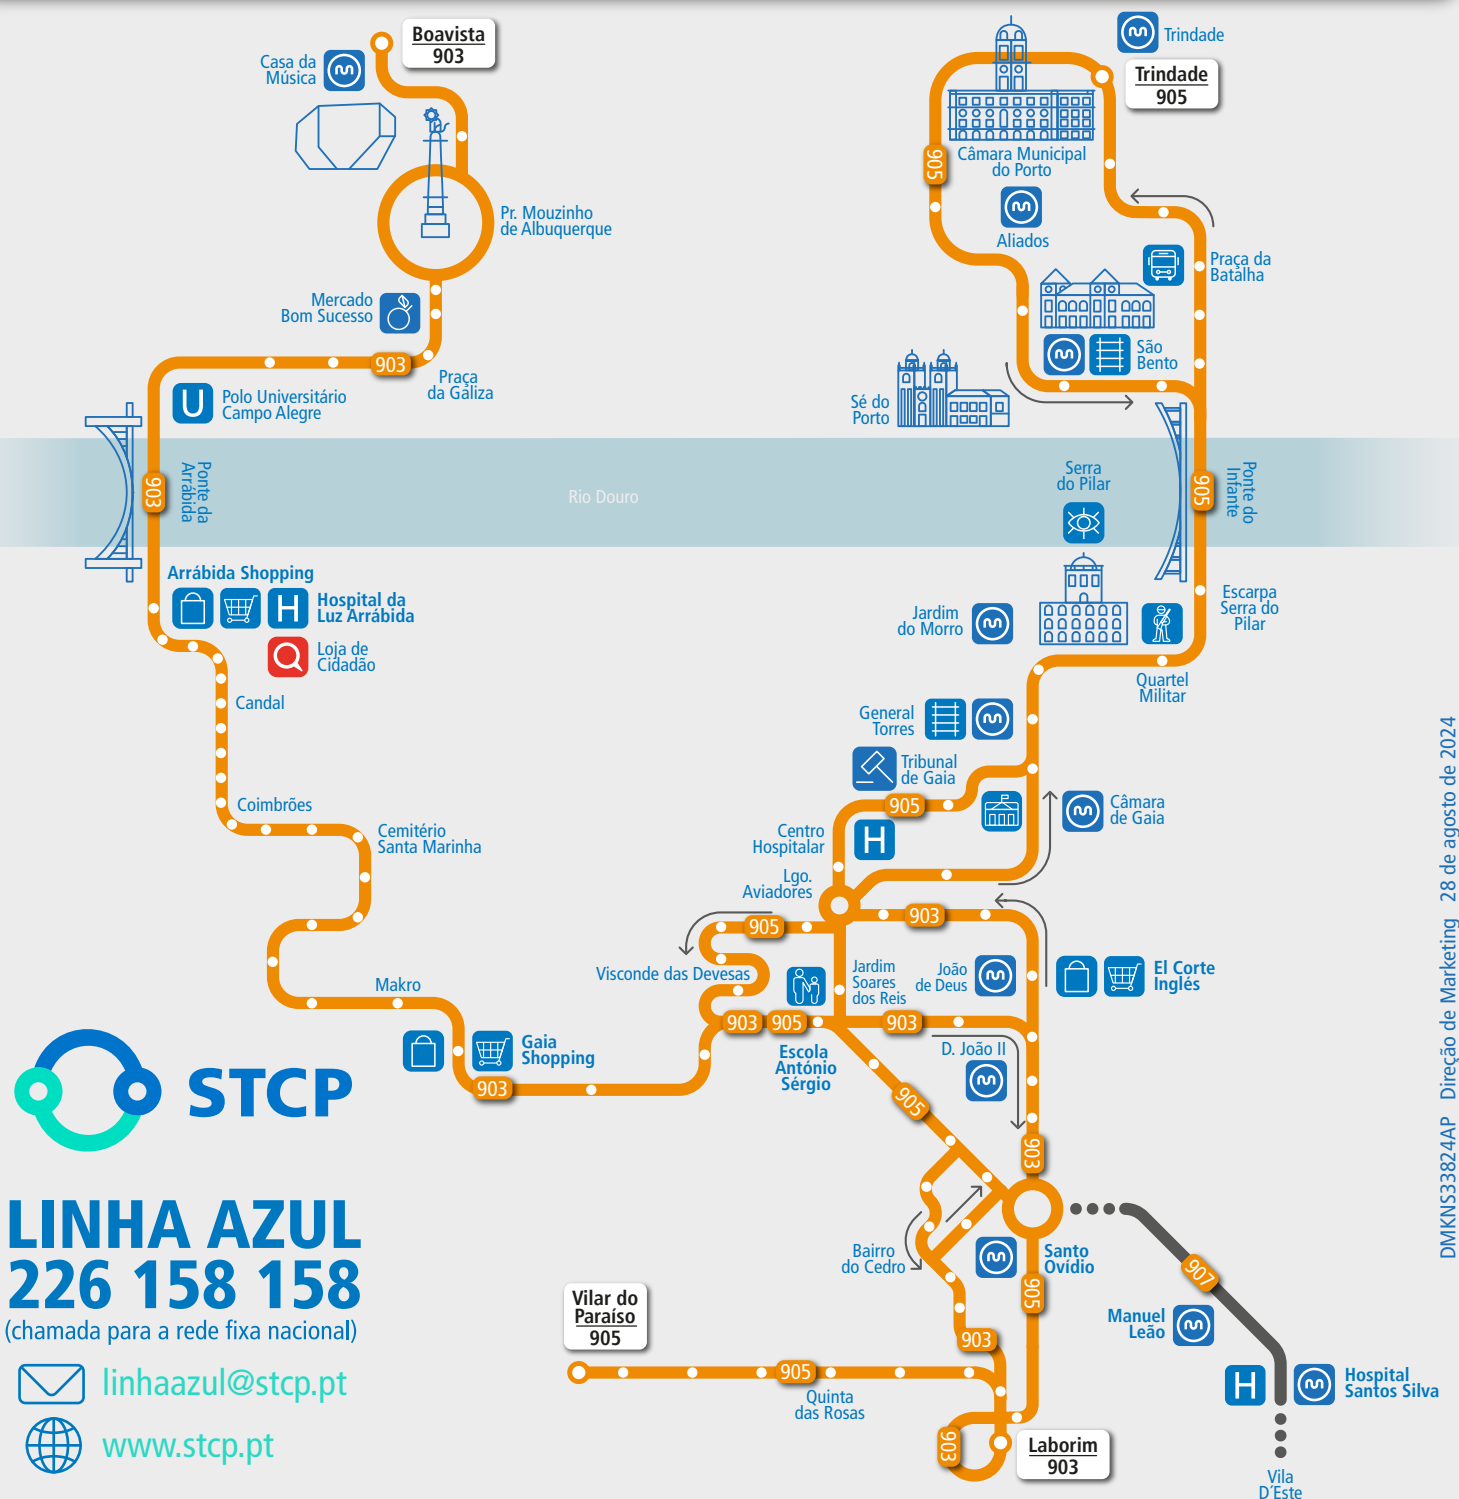 Boavista
903
Casa da
Música
Pr. Mouzinho
de Albuquerque
Mercado
Bom Sucesso
903
Praça
da Galiza
U
Polo Universitário
Campo Alegre
903
Ponte da
Arrábida
Rio Douro
Trindade
Trindade
905
Câmara Municipal
do Porto
905
Aliados
Praça da
Batalha
São
Bento
Sé do
Porto
Serra
do Pilar
905
Ponte do
Infante
Arrábida Shopping
H
Hospital da
Luz Arrábida
Loja de
Cidadão
Candal
Coimbrões
Cemitério
Santa Marinha
Makro
Gaia
Shopping
903
Escarpa
Serra do
Pilar
Jardim
do Morro
Quartel
Militar
General
Torres
Tribunal
de Gaia
905
Câmara
de Gaia
Centro
Hospitalar
H
Lgo.
Aviadores
903
905
Visconde das Devesas
Jardim
Soares
dos Reis
João
de Deus
El Corte
Inglés
903
905
903
Escola
António
Sérgio
D. João II
905
903
Bairro
do Cedro
Santo
Ovídio
905
907
Manuel
Leão
H
Hospital
Santos Silva
Vila
D´Este
Vilar do
Paraíso
905
905
Quinta
das Rosas
903
903
Laborim
903
STCP
LINHA AZUL
226 158 158
(chamada para a rede fixa nacional)
linhaazul@stcp.pt
www.stcp.pt
DMKNS33824AP Direção de Marketing 28 de agosto de 2024